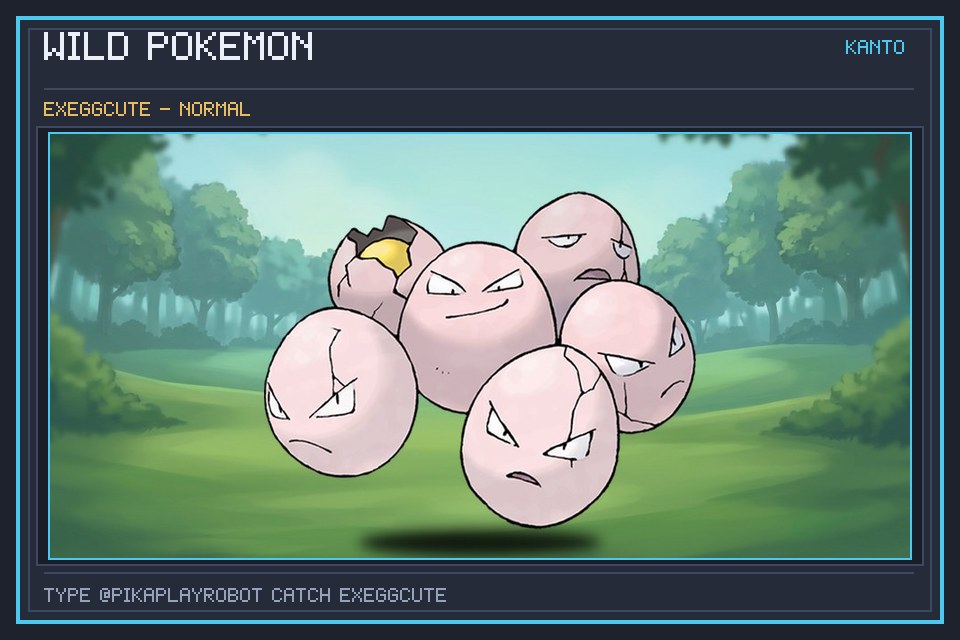 WILD POKEMON
KANTO
EXEGGCUTE - NORMAL
TYPE @PIKAPLAYROBOT CATCH EXEGGCUTE